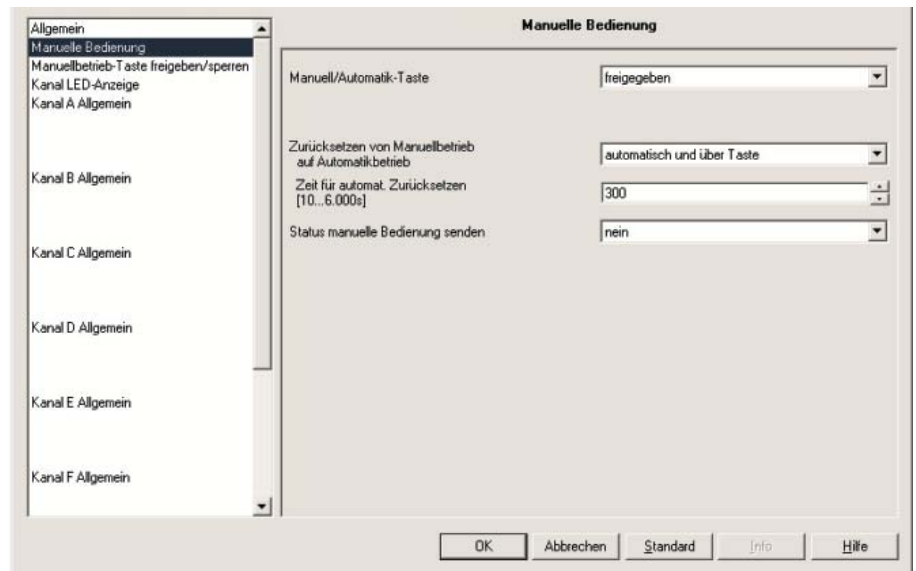 Allgemein
Manuelle Bedienung
Manuellbetrieb-Taste freigeben/sperren
Kanal LED-Anzeige
Kanal A Allgemein
Kanal B Allgemein
Kanal C Allgemein
Kanal D Allgemein
Kanal E Allgemein
Kanal F Allgemein
Manuelle Bedienung
Manuell/Automatik-Taste
freigegeben
Zurücksetzen von Manuellbetrieb
auf Automatikbetrieb
automatisch und über Taste
Zeit für automat. Zurücksetzen
[10...6.000s]
300
Status manuelle Bedienung senden
nein
OK
Abbrechen
Standard
Info
Hilfe